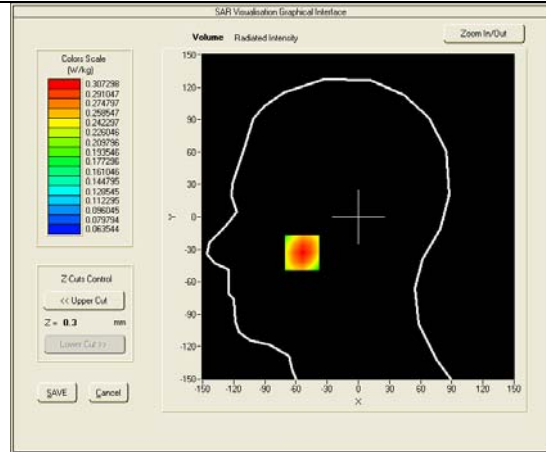 SAR Visualisation Graphical Interface
Volume Radiated Intensity
Zoom In/Out
Colors Scale
(W/kg)
0.307298
0.291047
0.274797
0.258547
0.242297
0.226046
0.209796
0.193546
0.177296
0.161046
0.144795
0.128545
0.112295
0.096045
0.079794
0.063544
Z-Cuts Control
<< Upper Cut
Z = 0.3 mm
Lower Cut >>
SAVE Cancel
150
120
90
60
30
0
-30
-60
-90
-120
-150
Y
-150 -120 -90 -60 -30 0 30 60 90 120 150
X